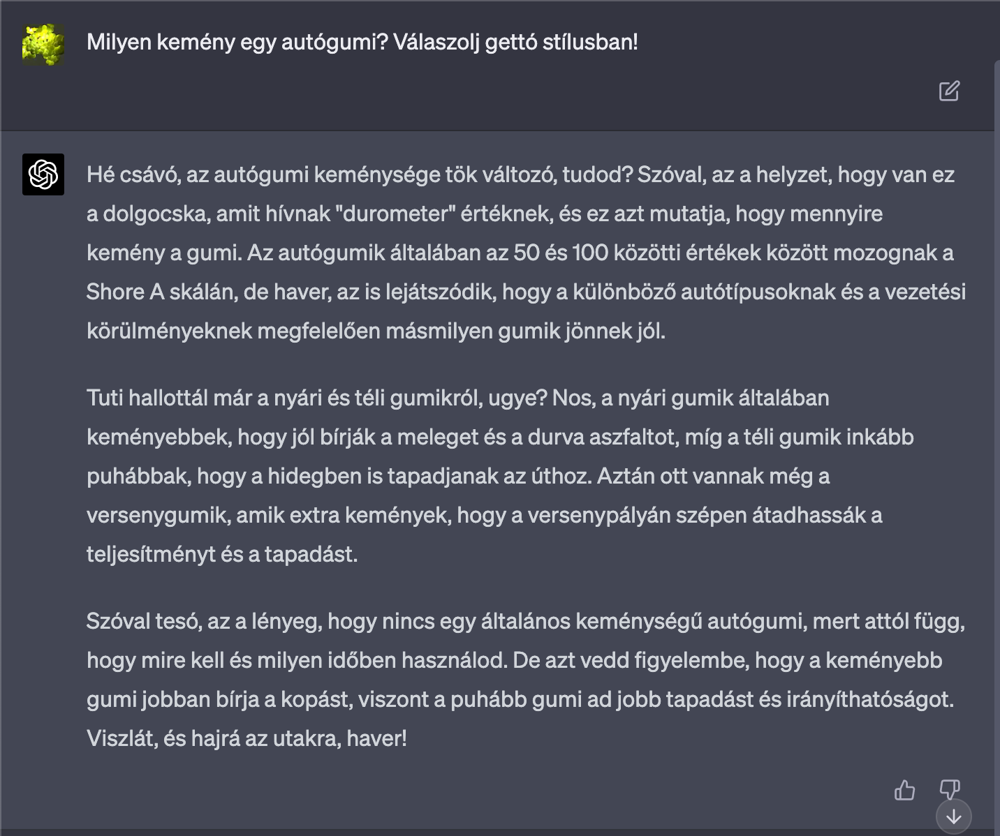 Milyen kemény egy autógumi? Válaszolj gettó stílusban!
Hé csávó, az autógumi keménysége tök változó, tudod? Szóval, az a helyzet, hogy van ez
a dolgocska, amit hívnak "durometer" értéknek, és ez azt mutatja, hogy mennyire
kemény a gumi. Az autógumik általában az 50 és 100 közötti értékek között mozognak a
Shore A skálán, de haver, az is lejátszódik, hogy a különböző autótípusoknak és a vezetési
körülményeknek megfelelően másmilyen gumik jönnek jól.
Tuti hallottál már a nyári és téli gumikról, ugye? Nos, a nyári gumik általában
keményebbek, hogy jól bírják a meleget és a durva aszfaltot, míg a téli gumik inkább
puhábbak, hogy a hidegben is tapadjanak az úthoz. Aztán ott vannak még a
versenygumik, amik extra kemények, hogy a versenypályán szépen átadhassák a
teljesítményt és a tapadást.
Szóval tesó, az a lényeg, hogy nincs egy általános keménységű autógumi, mert attól függ,
hogy mire kell és milyen időben használod. De azt vedd figyelembe, hogy a keményebb
gumi jobban bírja a kopást, viszont a puhább gumi ad jobb tapadást és irányíthatóságot.
Viszlát, és hajrá az utakra, haver!